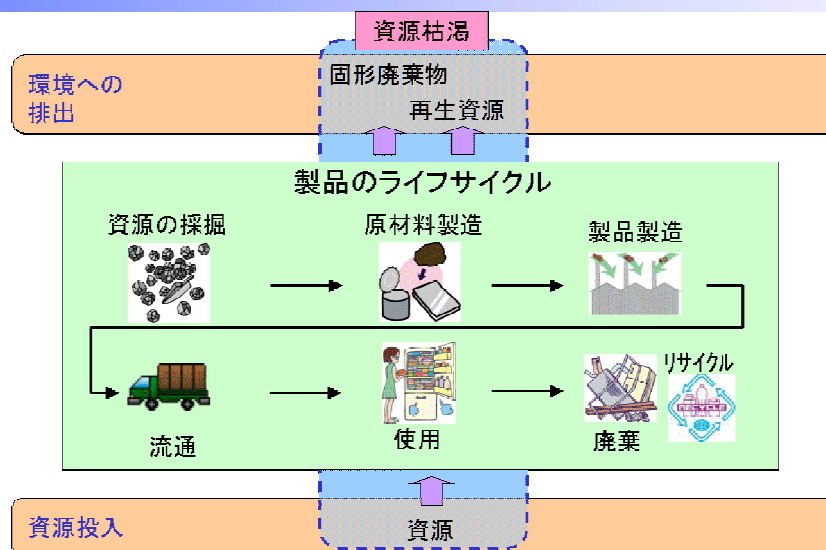 資源枯渇
環境への
排出
固形廃棄物
再生資源
製品のライフサイクル
資源の採掘
原材料製造
製品製造
流通
使用
廃棄
リサイクル
RECYCLE
資源投入
資源